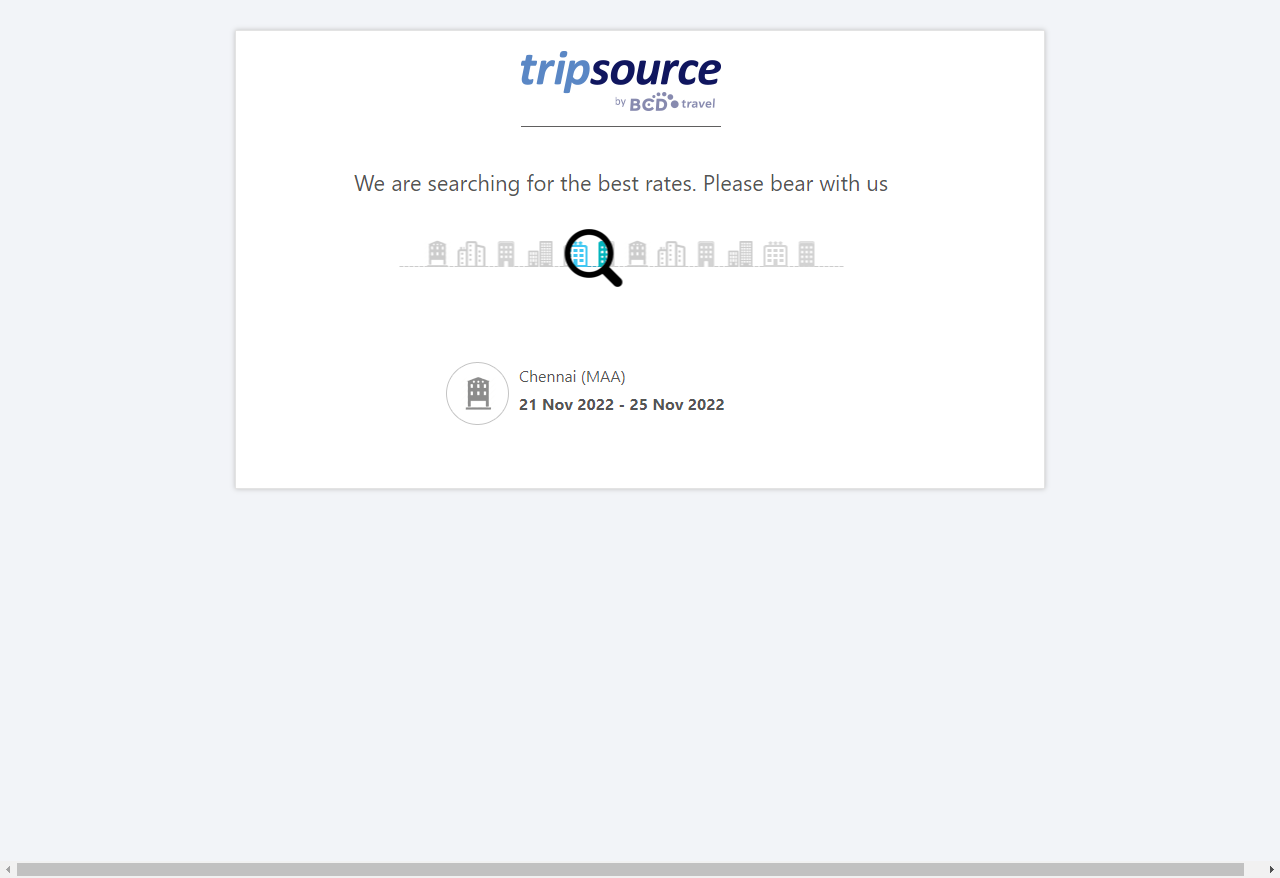 tripsource
by BCD travel
We are searching for the best rates. Please bear with us
Chennai (MAA)
21 Nov 2022 - 25 Nov 2022